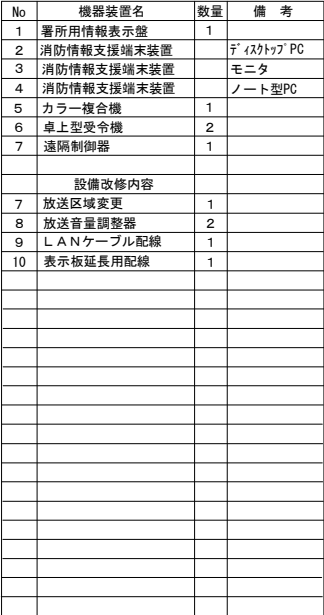 No 機器装置名 数量 備 考
1 署所用情報表示盤 1
2 消防情報支援端末装置 ﾃﾞｨｽｸﾄｯﾌﾟPC
3 消防情報支援端末装置 モニタ
4 消防情報支援端末装置 ノート型PC
5 カラー複合機 1
6 卓上型受令機 2
7 遠隔制御器 1
設備改修内容
7 放送区域変更 1
8 放送音量調整器 2
9 ＬＡＮケーブル配線 1
10 表示板延長用配線 1